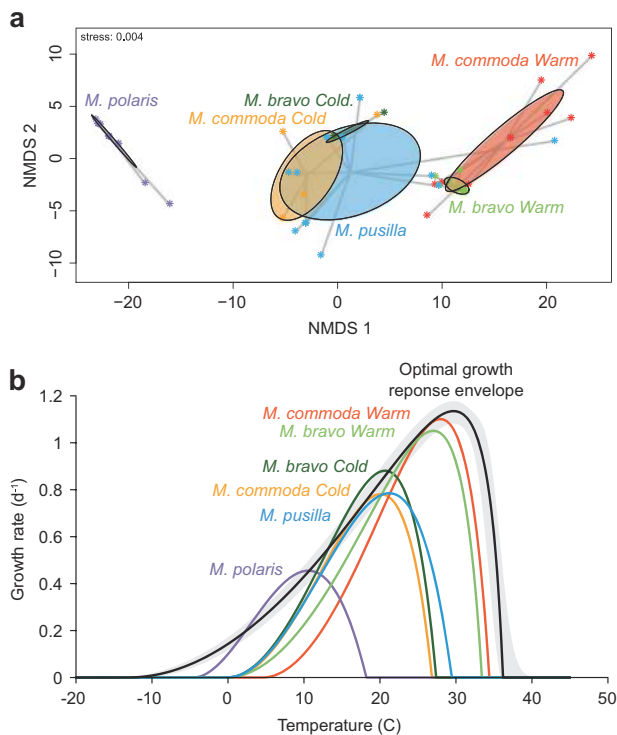 a
stress: 0.004
M. commoda Warm
M. polaris
M. bravo Cold.
M. commoda Cold
M. bravo Warm
M. pusilla
NMDS 2
10
5
0
−5
−10
−20
−10
0
10
20
NMDS 1
b
Optimal growth
reponse envelope
M. commoda Warm
M. bravo Warm
M. bravo Cold
M. commoda Cold
M. pusilla
M. polaris
Growth rate (d⁻¹)
1.2
1
0.8
0.6
0.4
0.2
0
-20
-10
0
10
20
30
40
50
Temperature (C)